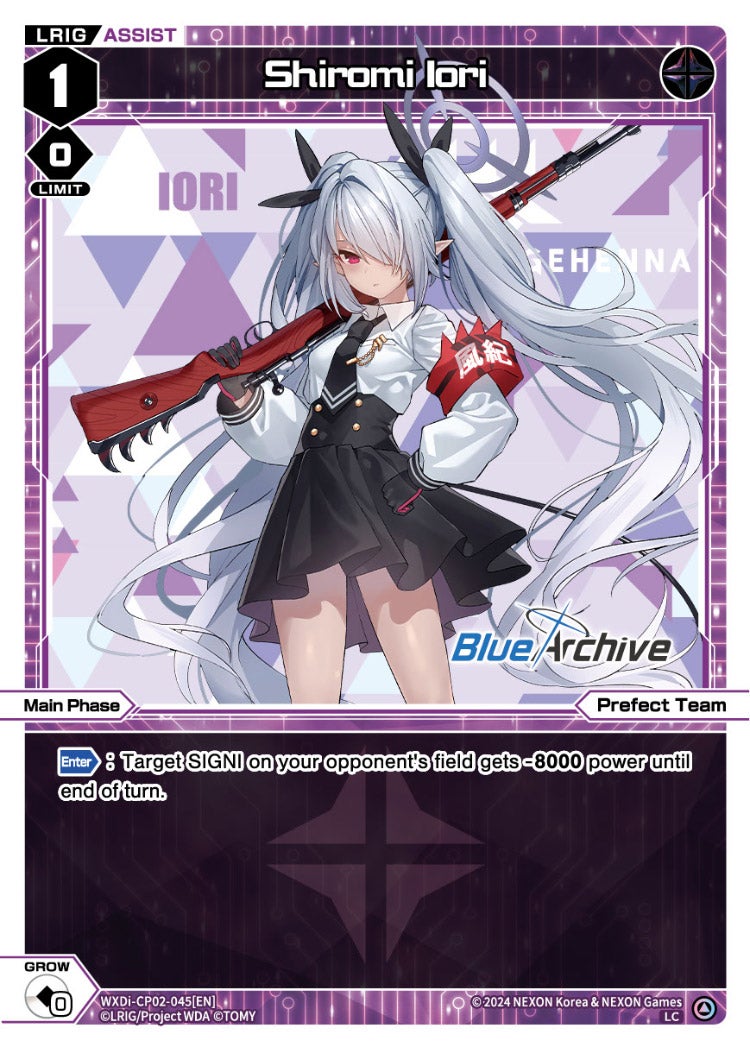 LRIG ASSIST
1
Shiromi Iori
0
LIMIT
IORI
GEHENNA
風紀
Blue Archive
Main Phase
Prefect Team
Enter : Target SIGNI on your opponent's field gets -8000 power until
end of turn.
GROW
0
WXDi-CP02-045[EN]
©2024 NEXON Korea & NEXON Games
©LRIG/Project WDA ©TOMY
LC